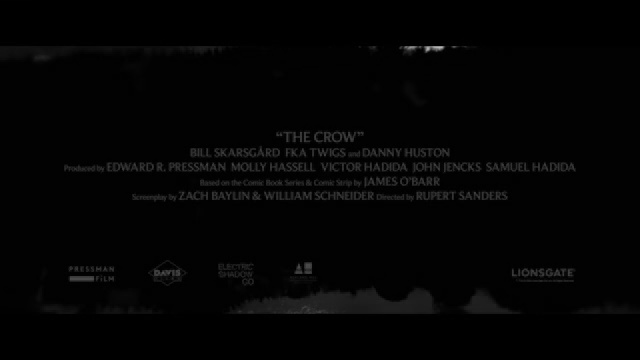 “THE CROW”
BILL SKARSGÅRD FKA TWIGS and DANNY HUSTON
Produced by EDWARD R. PRESSMAN MOLLY HASSELL VICTOR HADIDA JOHN JENCKS SAMUEL HADIDA
Based on the Comic Book Series & Comic Strip by JAMES O'BARR
Screenplay by ZACH BAYLIN & WILLIAM SCHNEIDER Directed by RUPERT SANDERS
PRESSMAN
FILM
DAVIS
ELECTRIC
SHADOW
CO
LIONSGATE